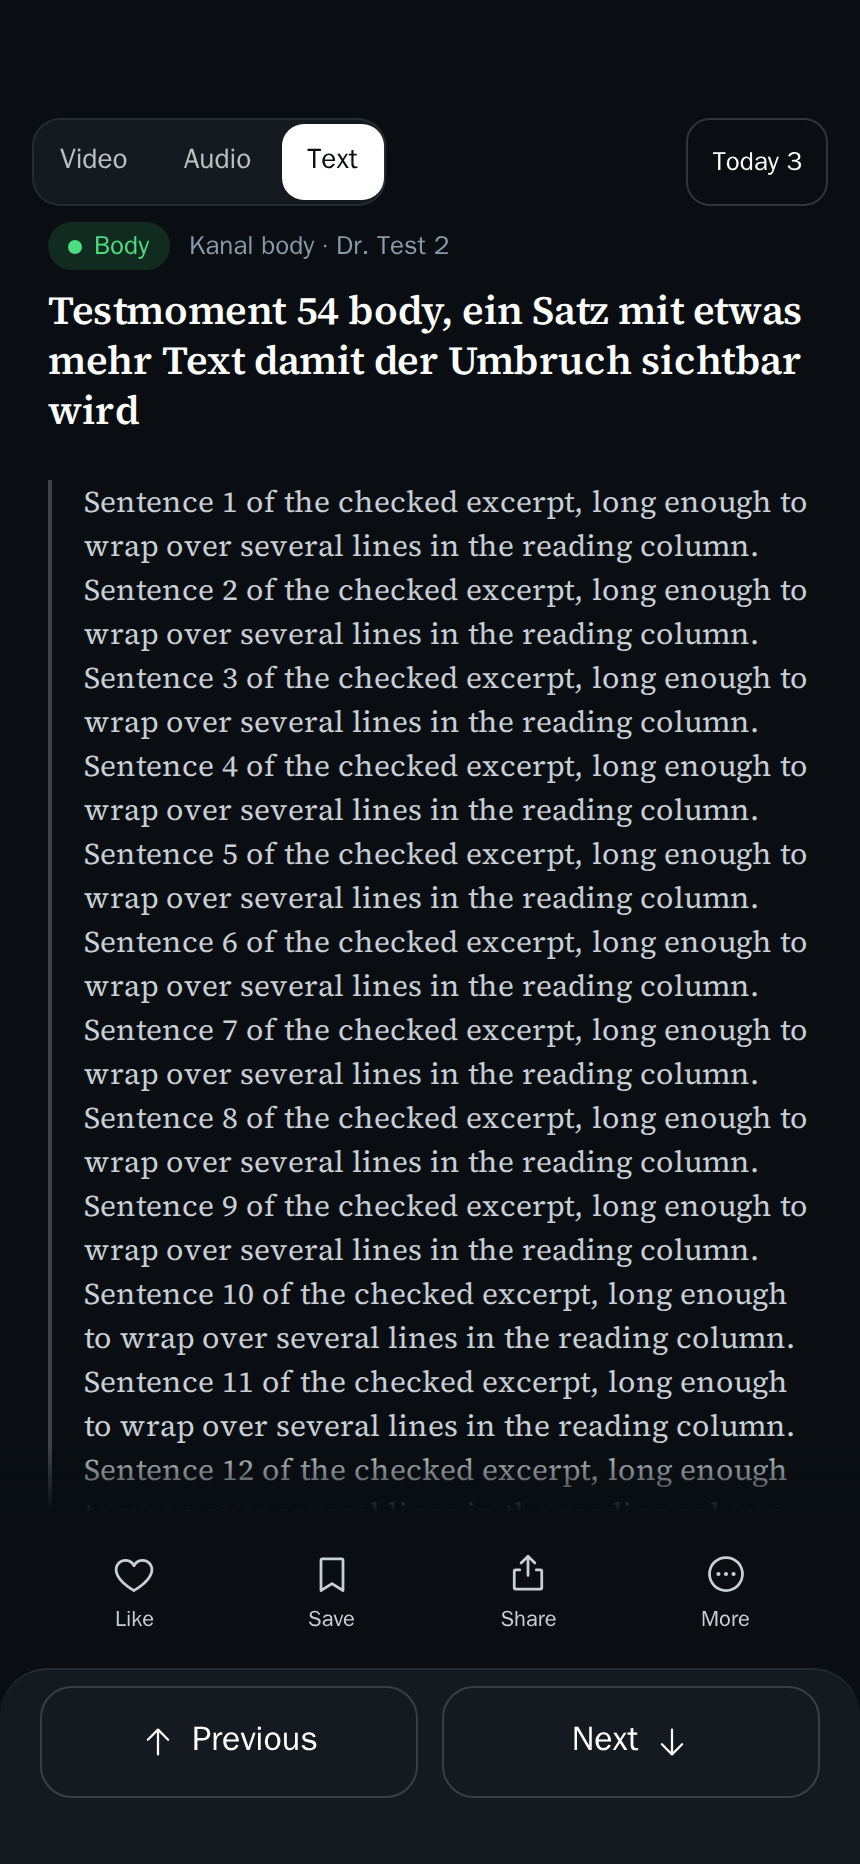 Video Audio Text Today 3
Body Kanal body · Dr. Test 2
Testmoment 54 body, ein Satz mit etwas
mehr Text damit der Umbruch sichtbar
wird
Sentence 1 of the checked excerpt, long enough to
wrap over several lines in the reading column.
Sentence 2 of the checked excerpt, long enough to
wrap over several lines in the reading column.
Sentence 3 of the checked excerpt, long enough to
wrap over several lines in the reading column.
Sentence 4 of the checked excerpt, long enough to
wrap over several lines in the reading column.
Sentence 5 of the checked excerpt, long enough to
wrap over several lines in the reading column.
Sentence 6 of the checked excerpt, long enough to
wrap over several lines in the reading column.
Sentence 7 of the checked excerpt, long enough to
wrap over several lines in the reading column.
Sentence 8 of the checked excerpt, long enough to
wrap over several lines in the reading column.
Sentence 9 of the checked excerpt, long enough to
wrap over several lines in the reading column.
Sentence 10 of the checked excerpt, long enough
to wrap over several lines in the reading column.
Sentence 11 of the checked excerpt, long enough
to wrap over several lines in the reading column.
Sentence 12 of the checked excerpt, long enough
Like Save Share More
Previous Next